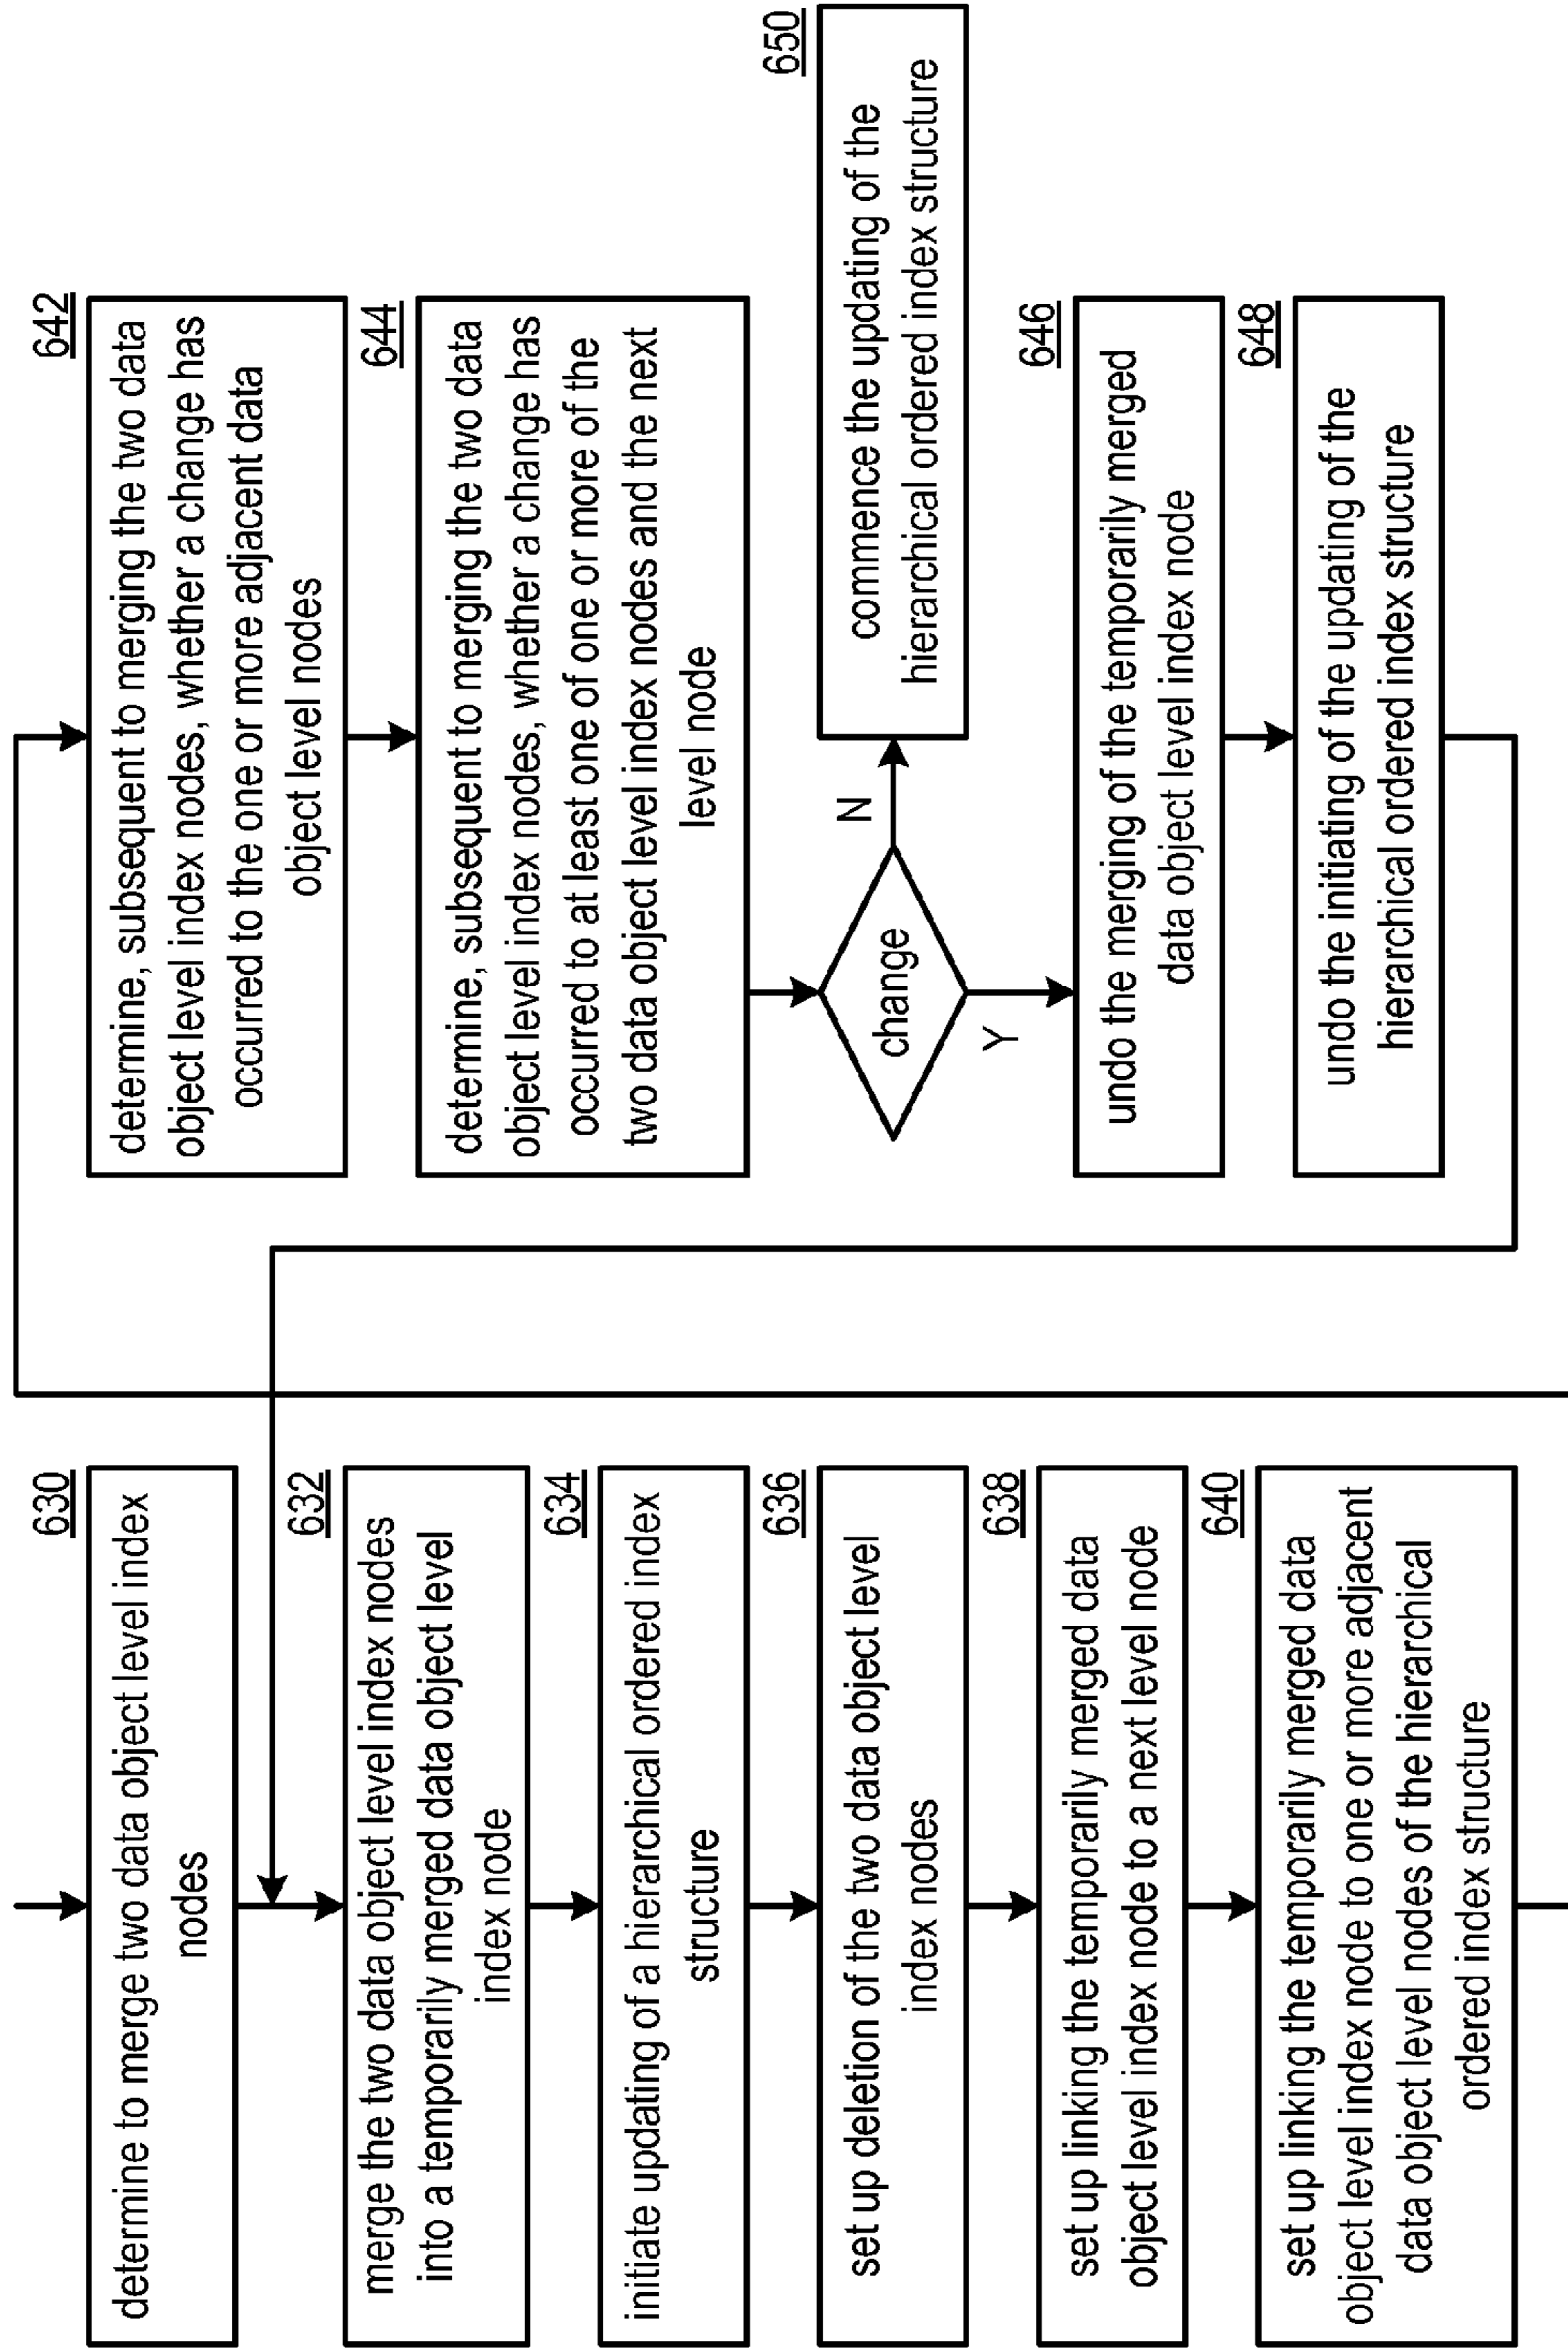 630
determine to merge two data object level index
nodes
632
merge the two data object level index nodes
into a temporarily merged data object level
index node
634
initiate updating of a hierarchical ordered index
structure
636
set up deletion of the two data object level
index nodes
638
set up linking the temporarily merged data
object level index node to a next level node
640
set up linking the temporarily merged data
object level index node to one or more adjacent
data object level nodes of the hierarchical
ordered index structure
642
determine, subsequent to merging the two data
object level index nodes, whether a change has
occurred to the one or more adjacent data
object level nodes
644
determine, subsequent to merging the two data
object level index nodes, whether a change has
occurred to at least one of one or more of the
two data object level index nodes and the next
level node
change
N
Y
650
commence the updating of the
hierarchical ordered index structure
646
undo the merging of the temporarily merged
data object level index node
648
undo the initiating of the updating of the
hierarchical ordered index structure